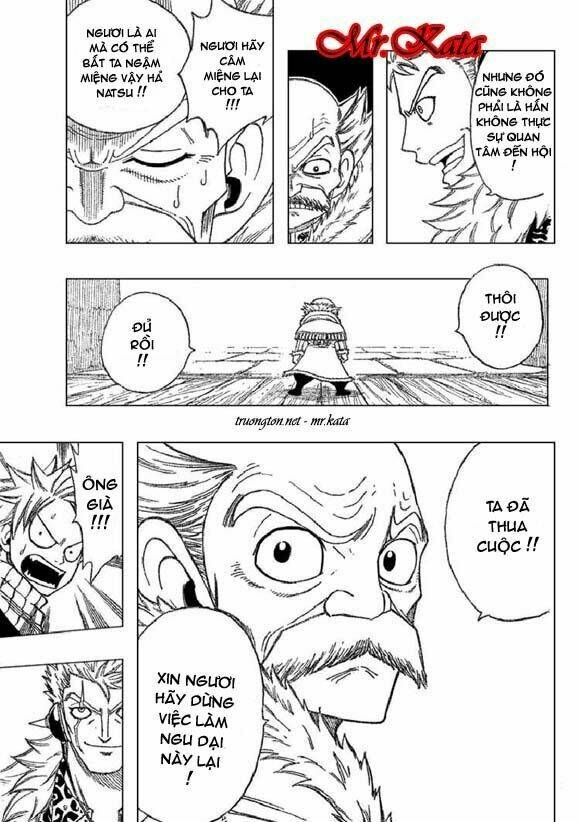 Mr.Kata
NHƯNG ĐÓ
CŨNG KHÔNG
PHẢI LÀ HẮN
KHÔNG THỰC
SỰ QUAN
TÂM ĐẾN HỘI
!
NGƯƠI HÃY
CÂM
MIỆNG LẠI
CHO TA
!!!
NGƯƠI LÀ AI
MÀ CÓ THỂ
BẮT TA NGẬM
MIỆNG VẬY HẢ
NATSU !!
THÔI
ĐƯỢC
!!
ĐỦ
RỒI
!!
truongton.net - mr.kata
TA ĐÃ
THUA
CUỘC !!
XIN NGƯƠI
HÃY DỪNG
VIỆC LÀM
NGU DẠI
NÀY LẠI !
ÔNG
GIÀ
!!!